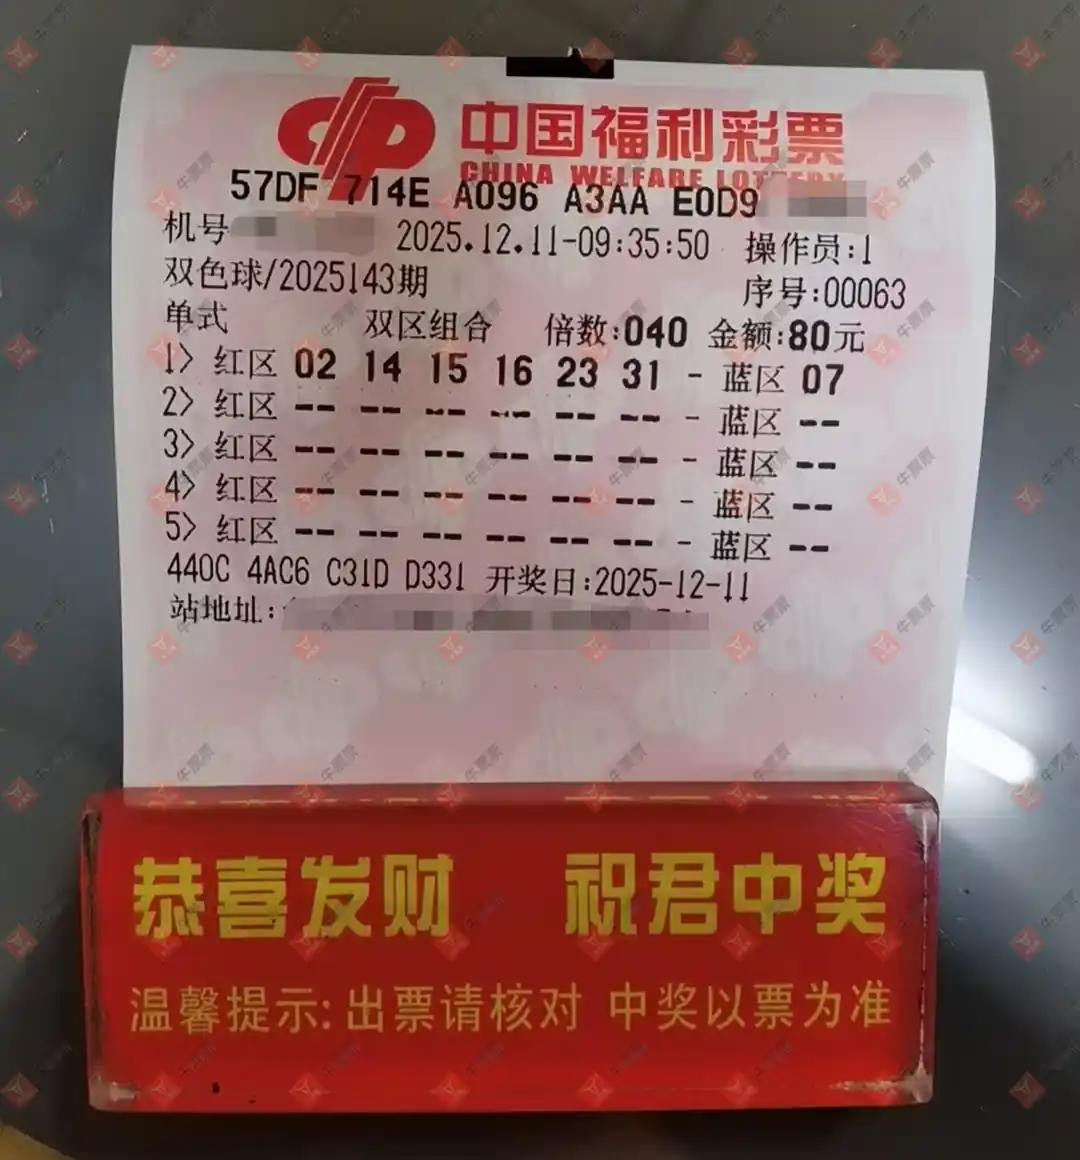 中国福利彩票
CHINA WELFARE LOTTERY
57DF 714E A096 A3AA E0D9
机号 2025.12.11-09:35:50 操作员:1
双色球/2025143期 序号:00063
单式 双区组合 倍数:040 金额:80元
1> 红区 02 14 15 16 23 31 - 蓝区 07
2> 红区 -- -- -- -- -- -- - 蓝区 --
3> 红区 -- -- -- -- -- -- - 蓝区 --
4> 红区 -- -- -- -- -- -- - 蓝区 --
5> 红区 -- -- -- -- -- -- - 蓝区 --
440C 4AC6 C31D D331 开奖日:2025-12-11
站地址:
恭喜发财 祝君中奖
温馨提示:出票请核对 中奖以票为准
牛票票